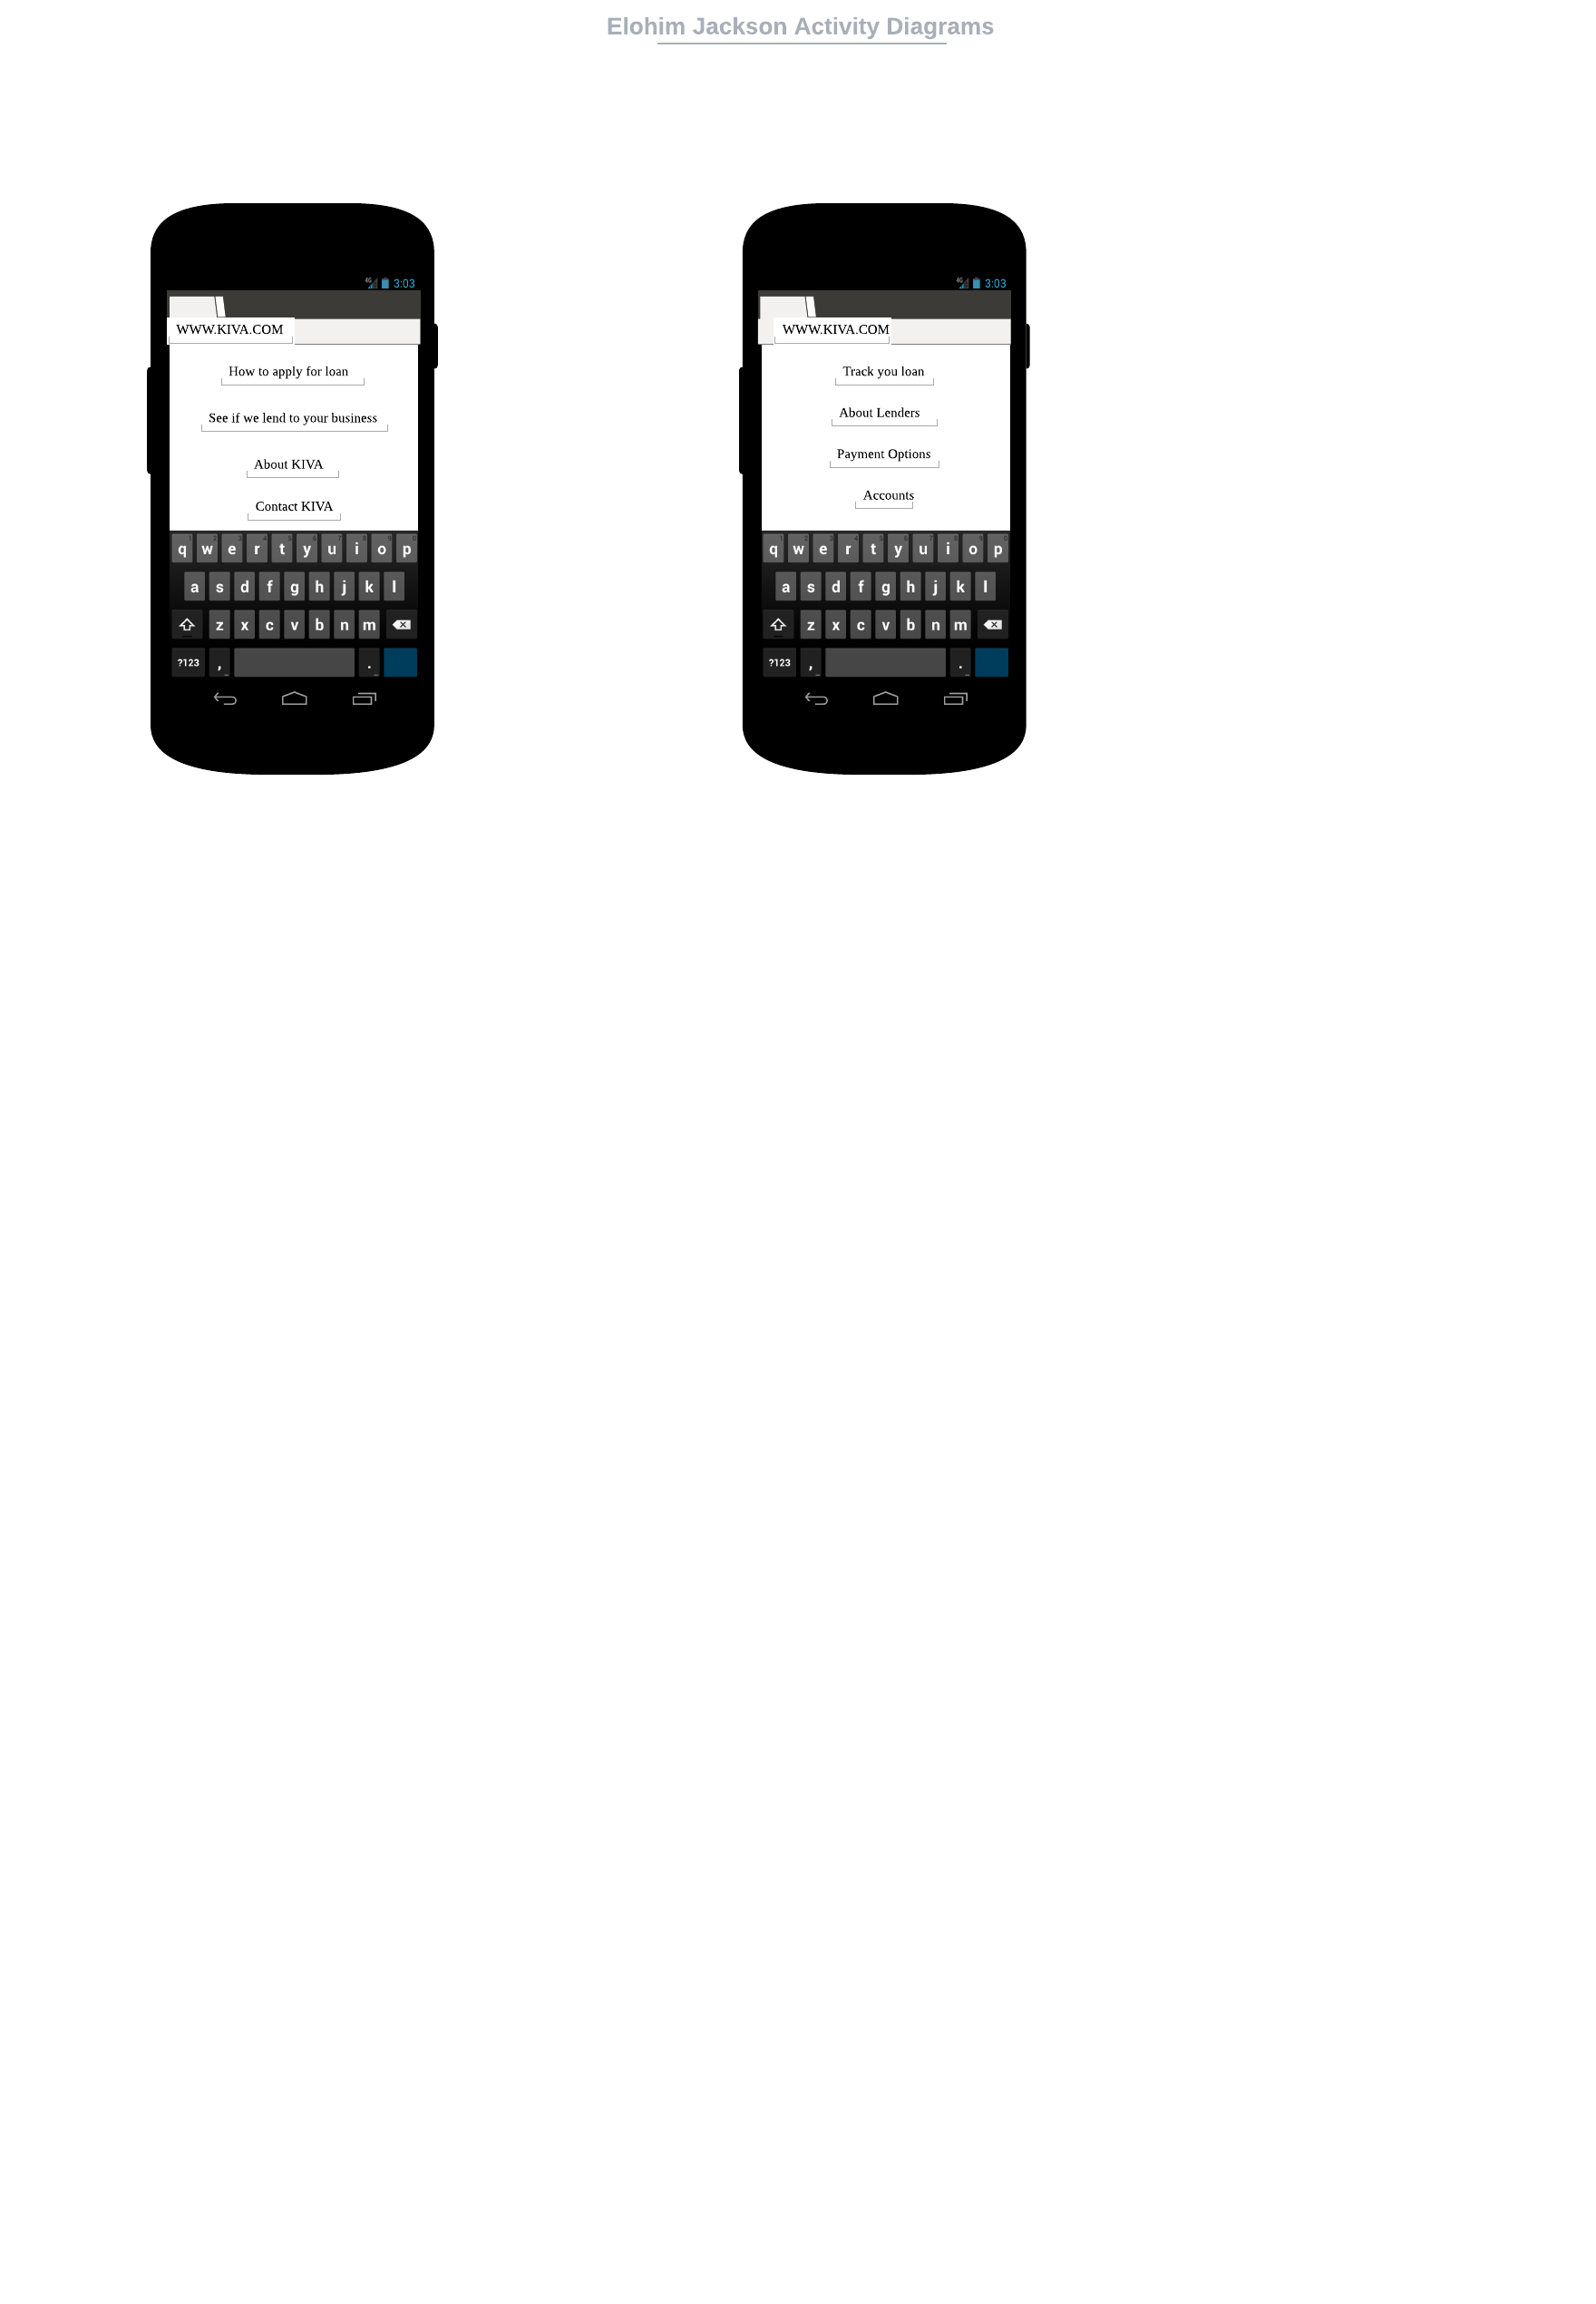 Elohim Jackson Activity Diagrams
3:03
WWW.KIVA.COM
How to apply for loan
See if we lend to your business
About KIVA
Contact KIVA
q w e r t y u i o p
a s d f g h j k l
z x c v b n m
?123 , .
3:03
WWW.KIVA.COM
Track you loan
About Lenders
Payment Options
Accounts
q w e r t y u i o p
a s d f g h j k l
z x c v b n m
?123 , .